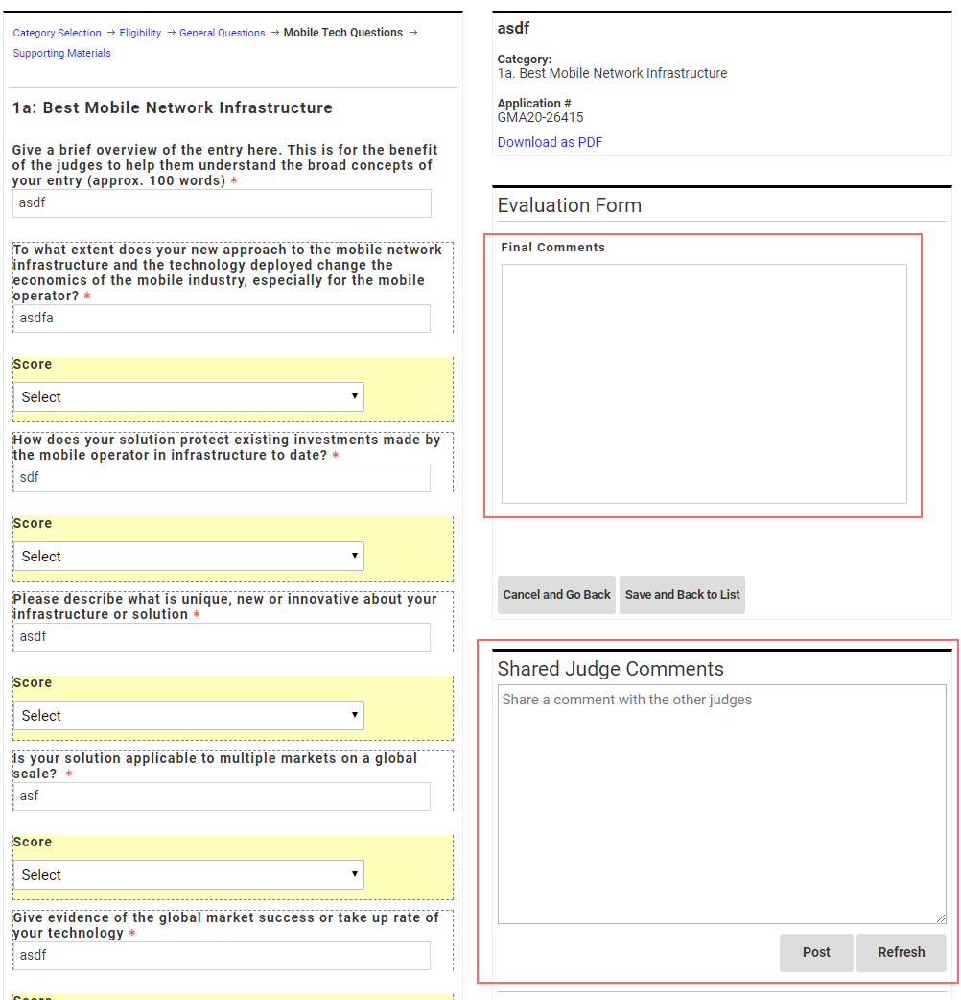 Category Selection → Eligibility → General Questions → Mobile Tech Questions →
Supporting Materials
1a: Best Mobile Network Infrastructure
Give a brief overview of the entry here. This is for the benefit
of the judges to help them understand the broad concepts of
your entry (approx. 100 words) *
asdf
To what extent does your new approach to the mobile network
infrastructure and the technology deployed change the
economics of the mobile industry, especially for the mobile
operator? *
asdfa
Score
Select
How does your solution protect existing investments made by
the mobile operator in infrastructure to date? *
sdf
Score
Select
Please describe what is unique, new or innovative about your
infrastructure or solution *
asdf
Score
Select
Is your solution applicable to multiple markets on a global
scale? *
asf
Score
Select
Give evidence of the global market success or take up rate of
your technology *
asdf
Score
asdf
Category:
1a. Best Mobile Network Infrastructure
Application #
GMA20-26415
Download as PDF
Evaluation Form
Final Comments
Cancel and Go Back Save and Back to List
Shared Judge Comments
Share a comment with the other judges
Post Refresh